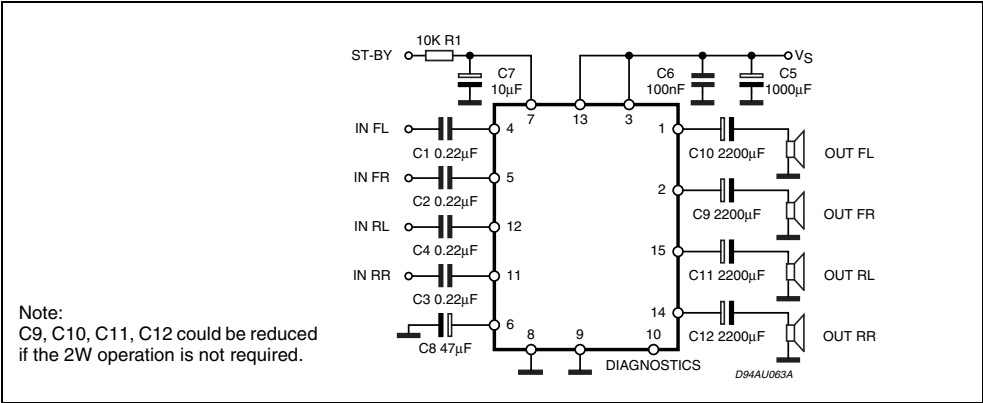 10K R1
ST-BY
VS
C7
10μF
C6
100nF
C5
1000μF
7
13
3
IN FL
4
C1 0.22μF
1
C10 2200μF
OUT FL
IN FR
5
C2 0.22μF
2
C9 2200μF
OUT FR
IN RL
12
C4 0.22μF
15
C11 2200μF
OUT RL
IN RR
11
C3 0.22μF
14
C12 2200μF
OUT RR
6
C8 47μF
8
9
10
DIAGNOSTICS
D94AU063A
Note:
C9, C10, C11, C12 could be reduced
if the 2W operation is not required.